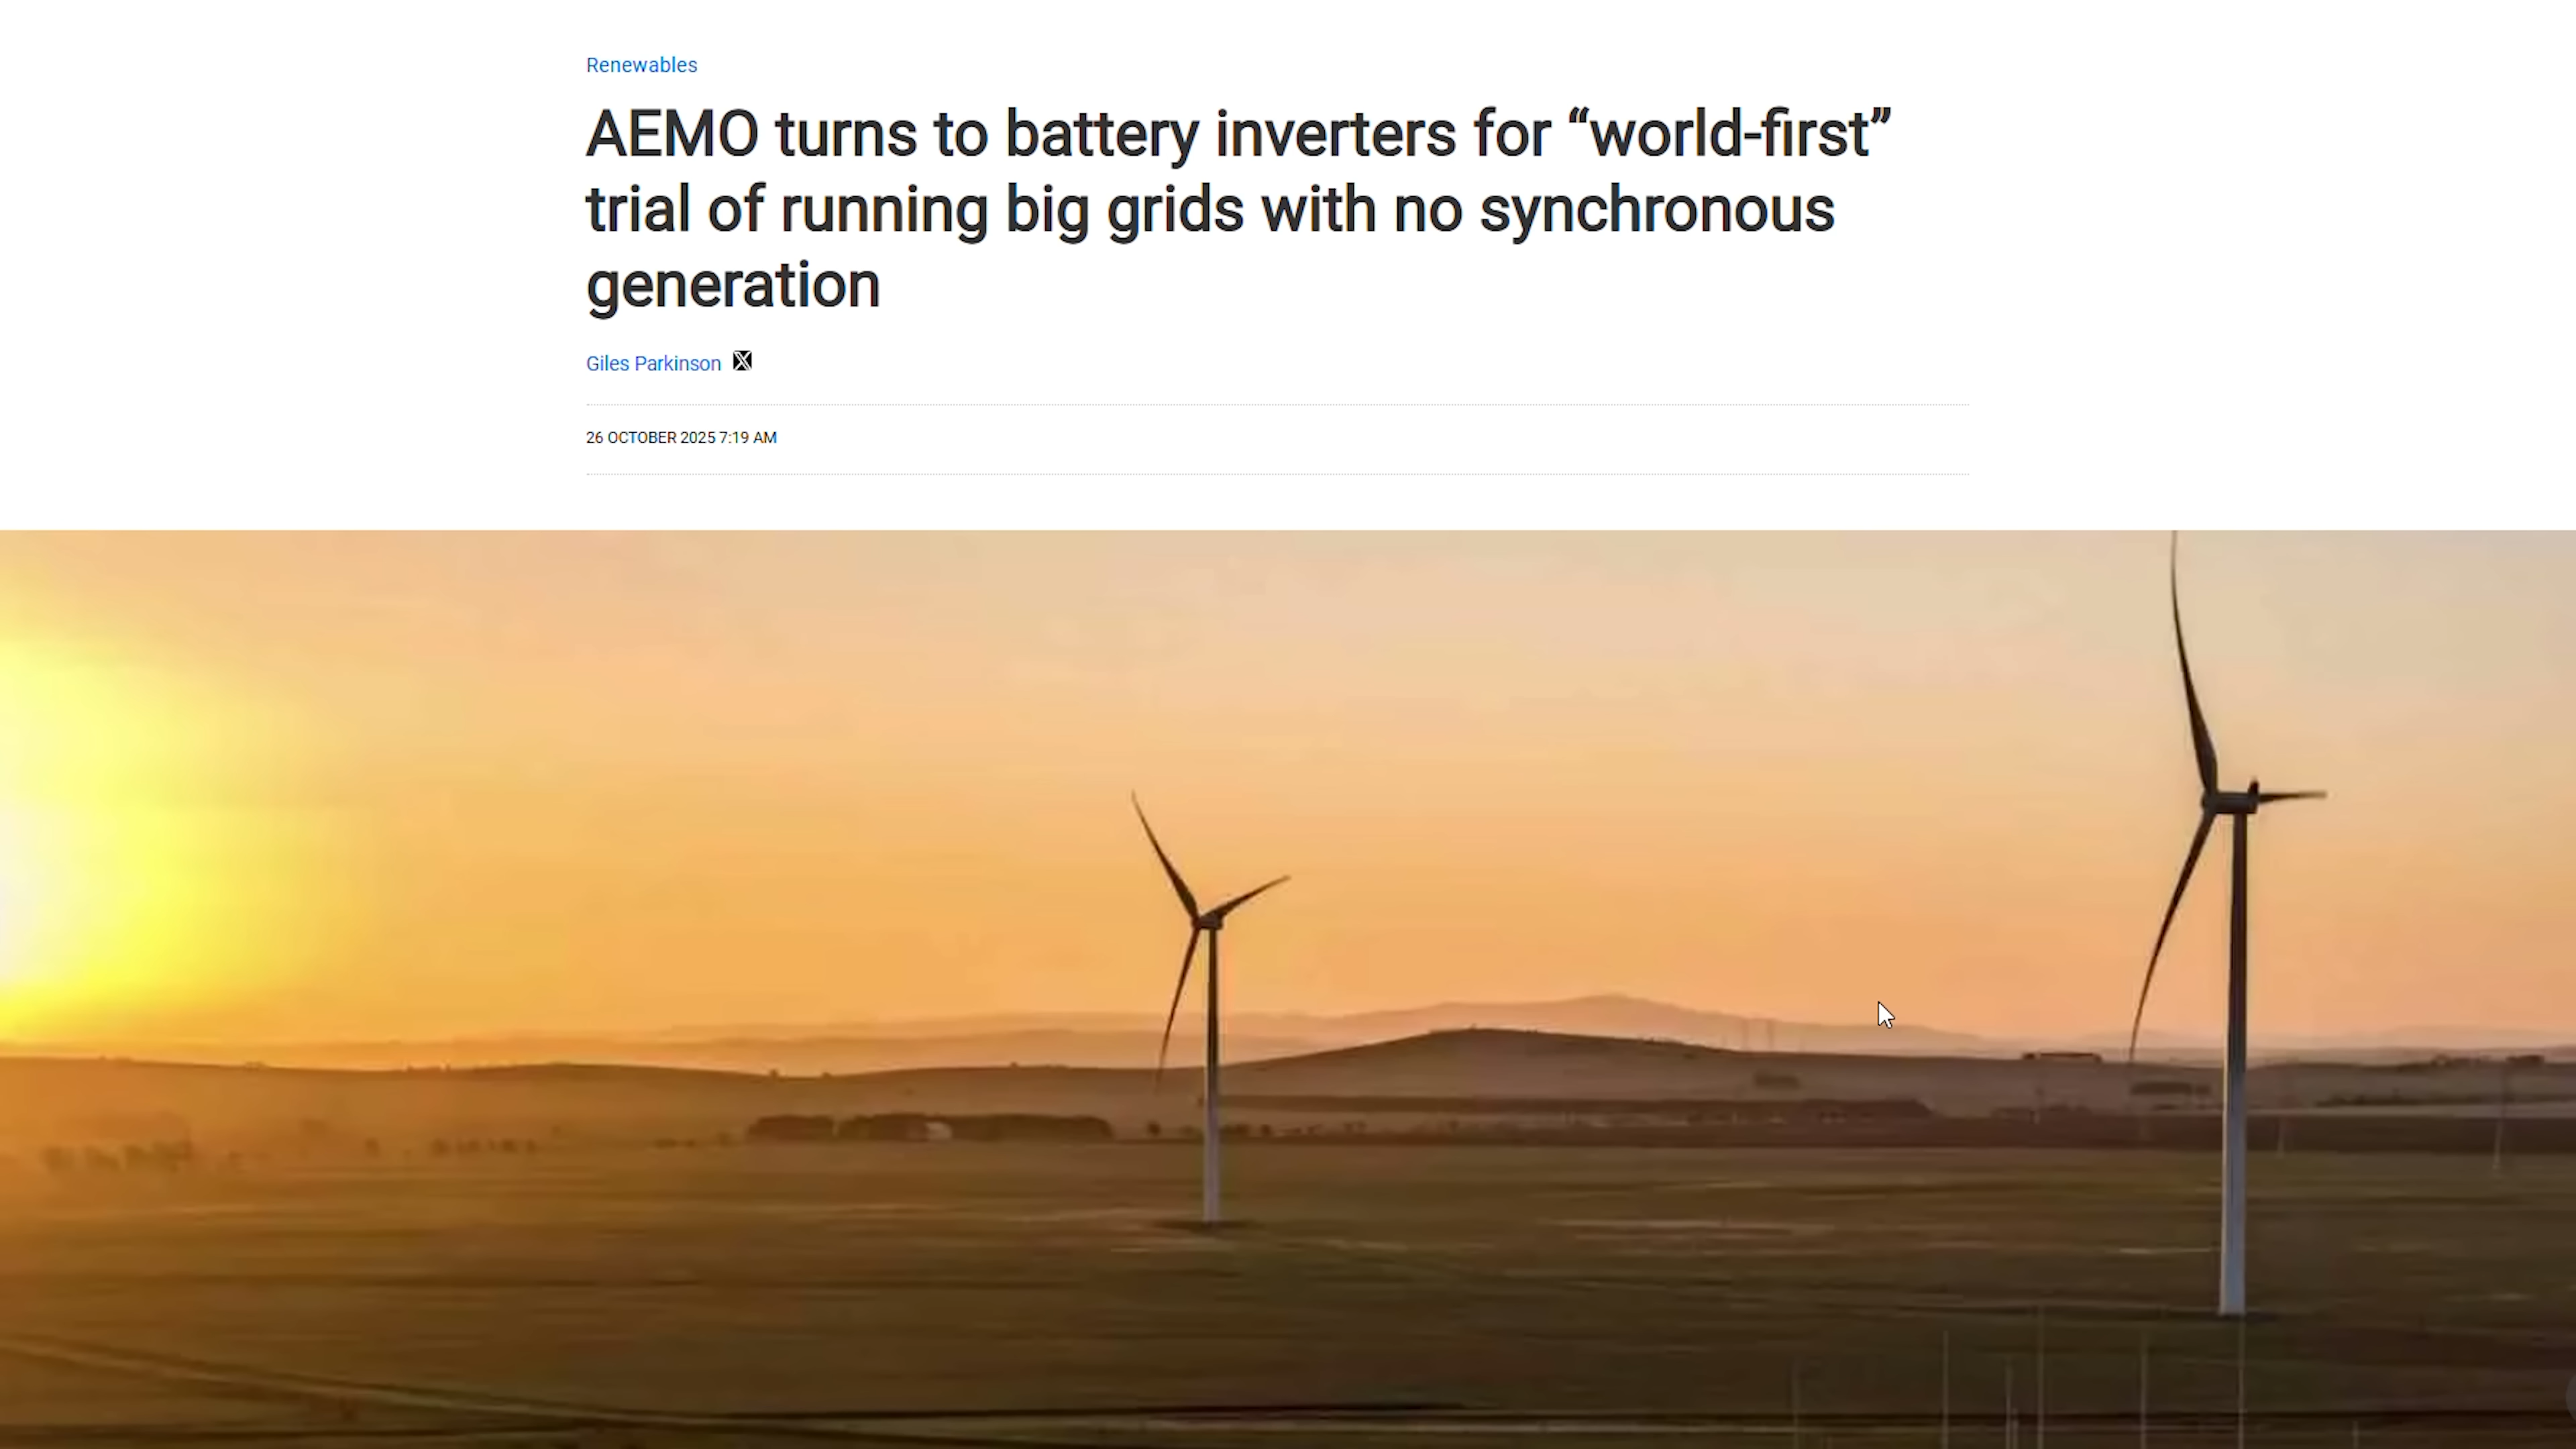 Renewables
AEMO turns to battery inverters for “world-first”
trial of running big grids with no synchronous
generation
Giles Parkinson
26 OCTOBER 2025 7:19 AM